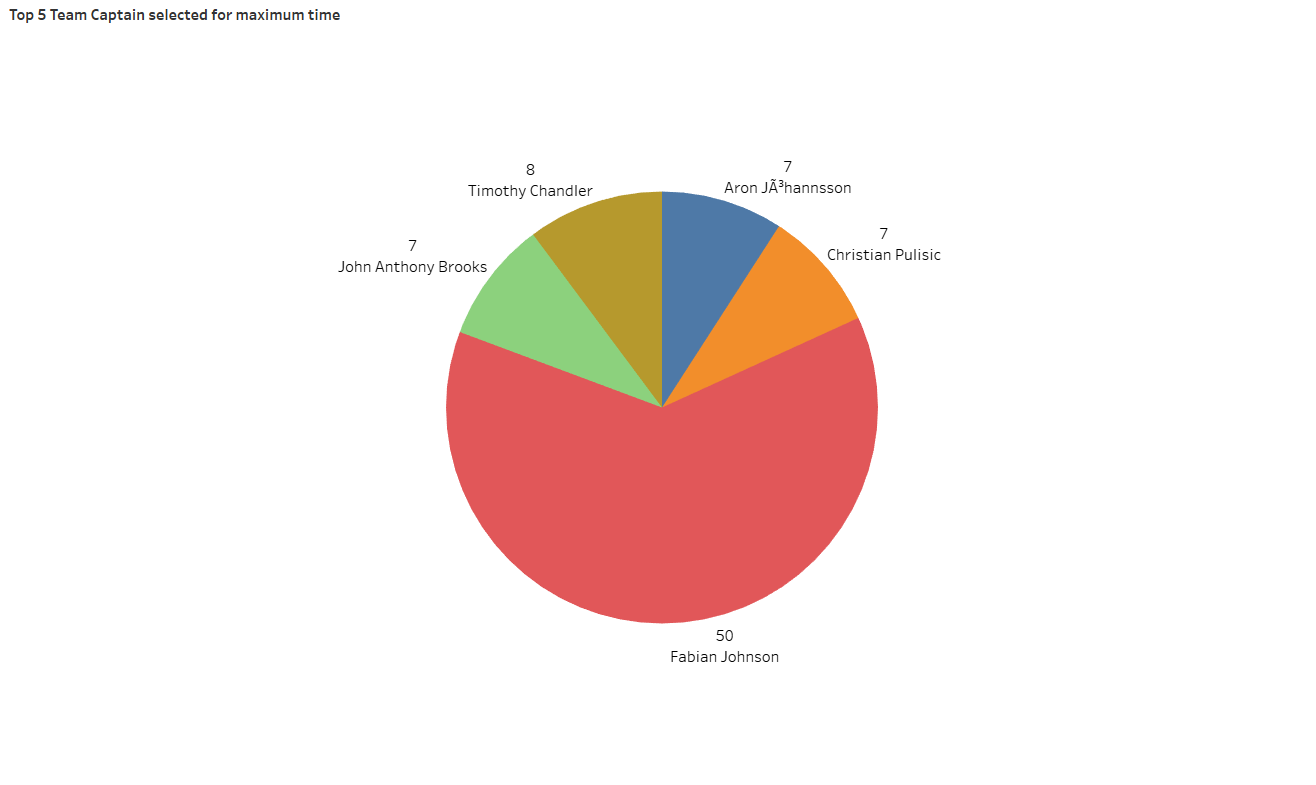 Top 5 Team Captain selected for maximum time
7
Aron JÃ³hannsson
8
Timothy Chandler
7
Christian Pulisic
7
John Anthony Brooks
50
Fabian Johnson